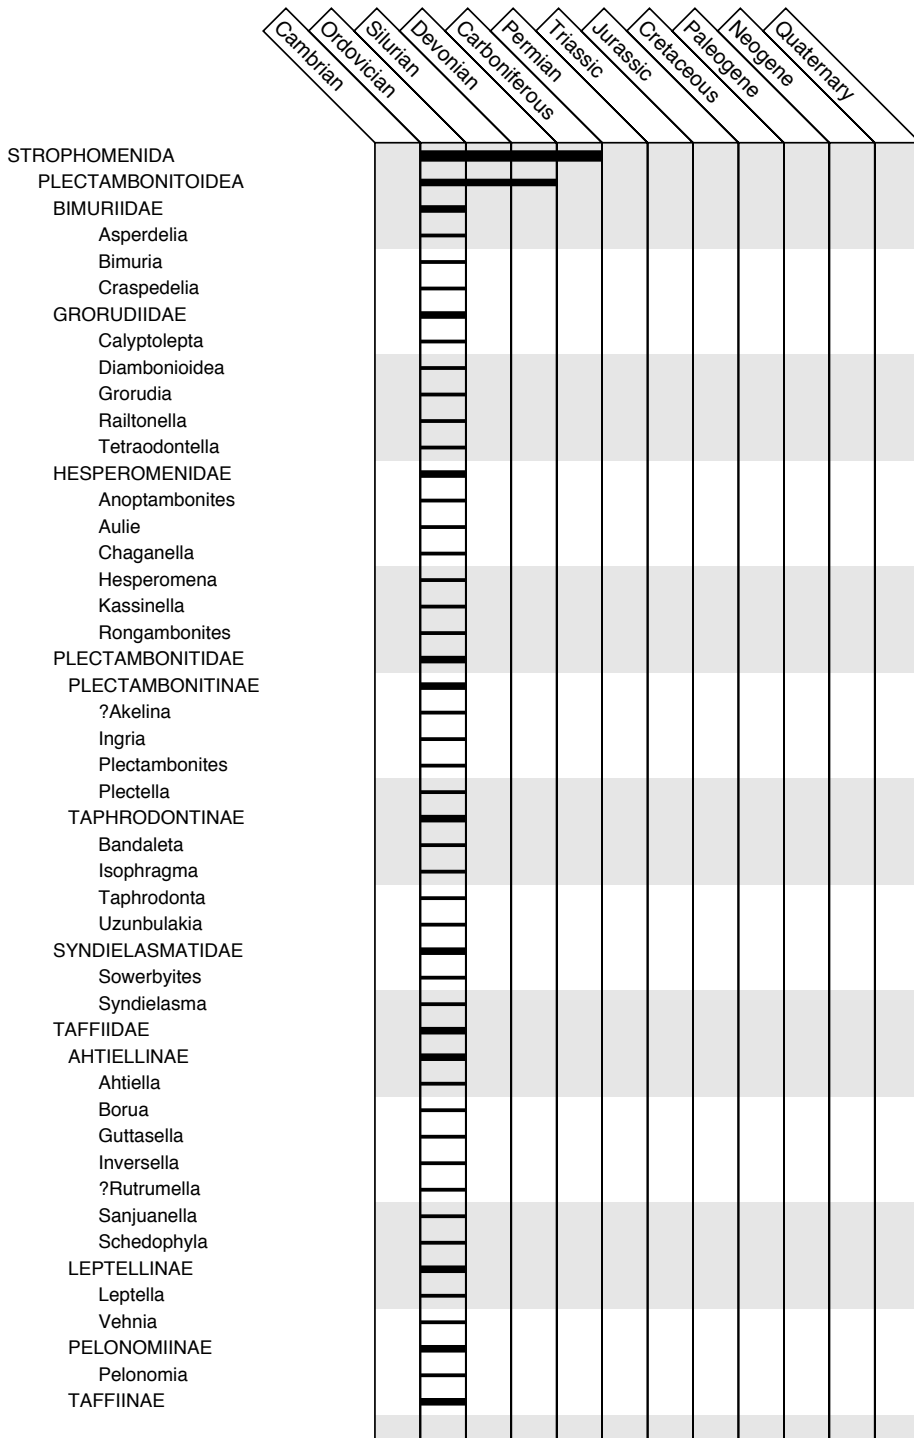 Cambrian
Ordovician
Silurian
Devonian
Carboniferous
Permian
Triassic
Jurassic
Cretaceous
Paleogene
Neogene
Quaternary
STROPHOMENIDA
PLECTAMBONITOIDEA
BIMURIIDAE
Asperdelia
Bimuria
Craspedelia
GRORUDIIDAE
Calyptolepta
Diambonioidea
Grorudia
Railtonella
Tetraodontella
HESPEROMENIDAE
Anoptambonites
Aulie
Chaganella
Hesperomena
Kassinella
Rongambonites
PLECTAMBONITIDAE
PLECTAMBONITINAE
?Akelina
Ingria
Plectambonites
Plectella
TAPHRODONTINAE
Bandaleta
Isophragma
Taphrodonta
Uzunbulakia
SYNDIELASMATIDAE
Sowerbyites
Syndielasma
TAFFIIDAE
AHTIELLINAE
Ahtiella
Borua
Guttasella
Inversella
?Rutrumella
Sanjuanella
Schedophyla
LEPTELLINAE
Leptella
Vehnia
PELONOMIINAE
Pelonomia
TAFFIINAE